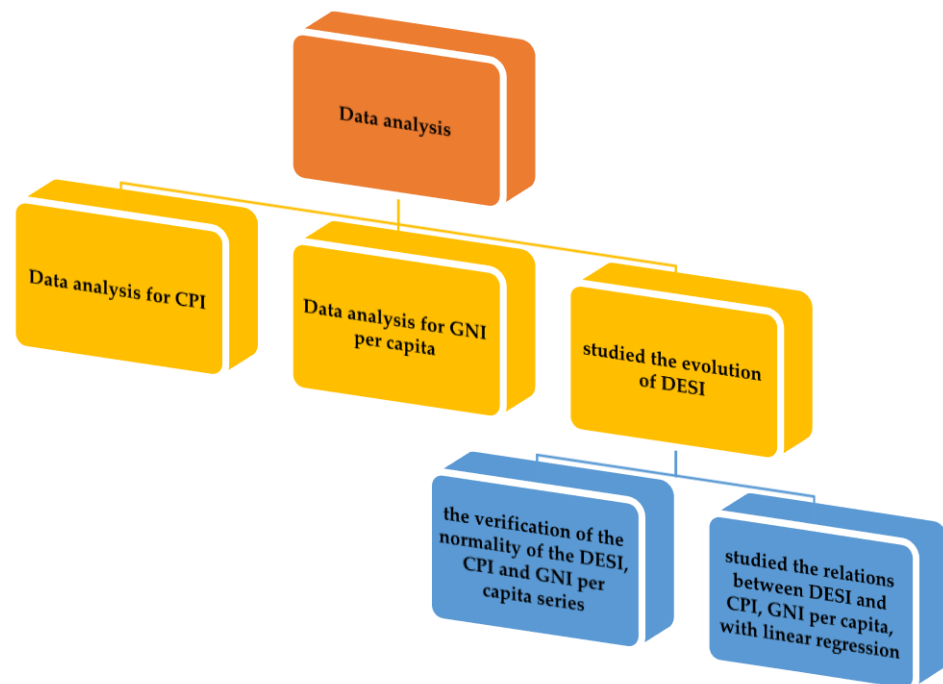 Data analysis
Data analysis for CPI
Data analysis for GNI
per capita
studied the evolution
of DESI
the verification of the
normality of the DESI,
CPI and GNI per
capita series
studied the relations
between DESI and
CPI, GNI per capita,
with linear regression